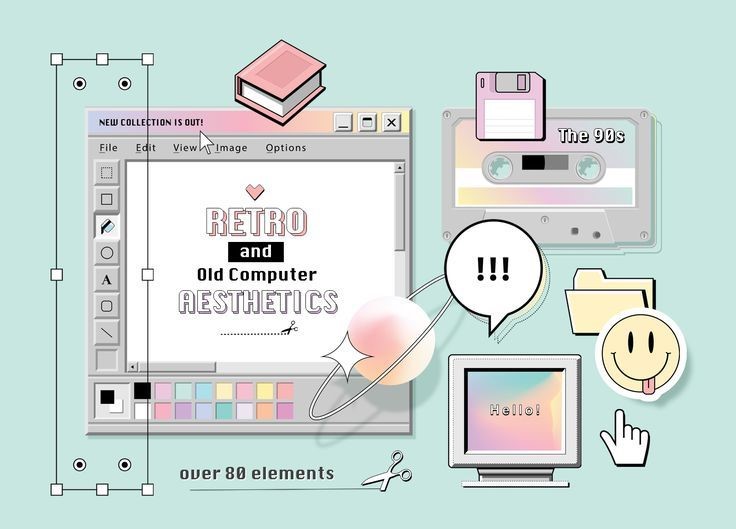 NEW COLLECTION IS OUT!
File Edit View Image Options
A
RETRO
and
Old Computer
AESTHETICS
The 90s
!!!
Hello!
over 80 elements